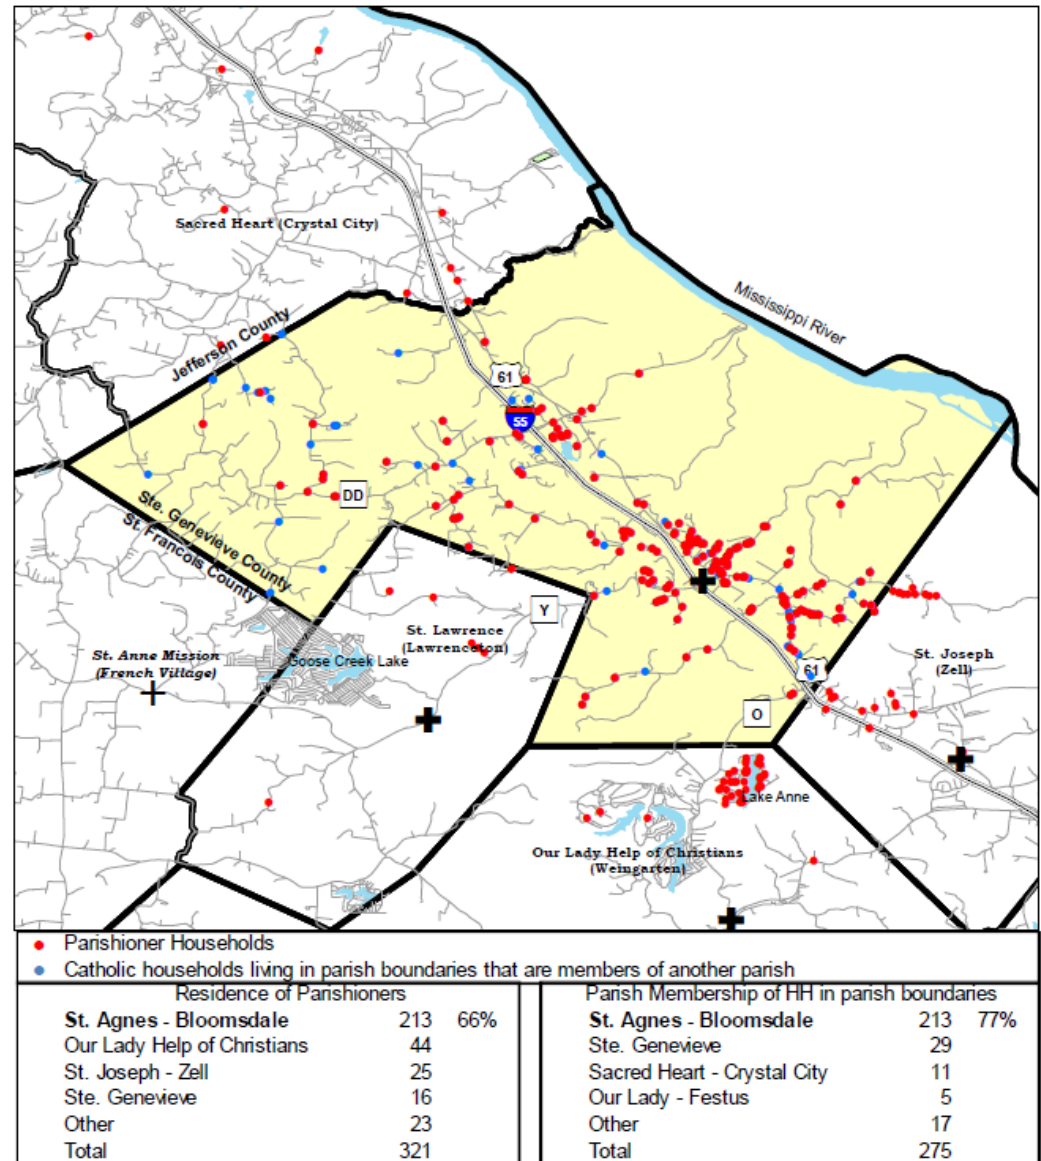 Sacred Heart (Crystal City)
Mississippi River
Jefferson County
61
55
DD
Ste. Genevieve County
St. Francois County
Y
St. Lawrence
(Lawrenceton)
St. Anne Mission
(French Village)
Goose Creek Lake
St. Joseph
(Zell)
61
O
Lake Anne
Our Lady Help of Christians
(Weingarten)
Parishioner Households
Catholic households living in parish boundaries that are members of another parish
Residence of Parishioners
St. Agnes - Bloomsdale 213 66%
Our Lady Help of Christians 44
St. Joseph - Zell 25
Ste. Genevieve 16
Other 23
Total 321
Parish Membership of HH in parish boundaries
St. Agnes - Bloomsdale 213 77%
Ste. Genevieve 29
Sacred Heart - Crystal City 11
Our Lady - Festus 5
Other 17
Total 275